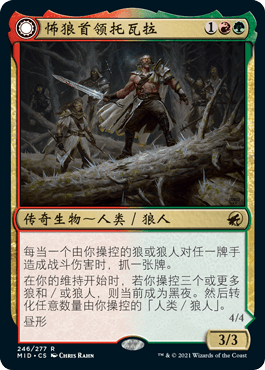 怖狼首领托瓦拉 1
传奇生物～人类／狼人
每当一个由你操控的狼或狼人对任一牌手
造成战斗伤害时，抓一张牌。
在你的维持开始时，若你操控三个或更多
狼和／或狼人，则当前成为黑夜。然后转
化任意数量由你操控的「人类／狼人」。
昼形
4/4
3/3
246/277 R
MID • CS Chris Rahn
™ & © 2021 Wizards of the Coast